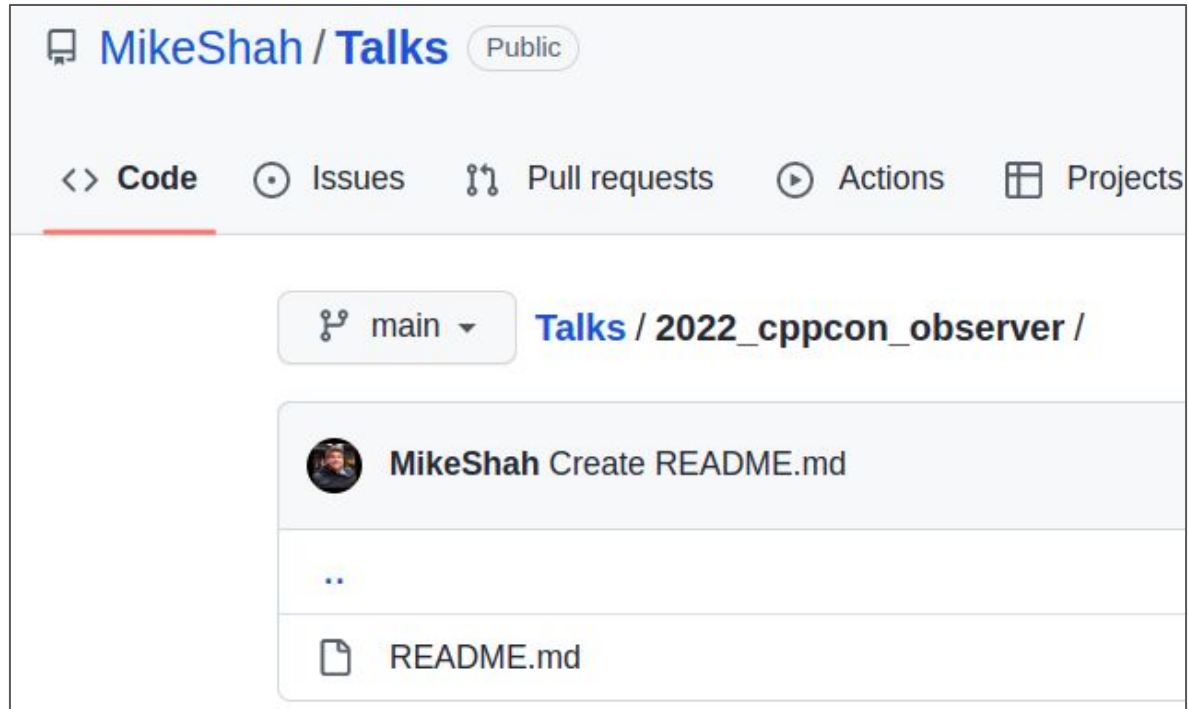 MikeShah / Talks Public
Code Issues Pull requests Actions Projects
main Talks / 2022_cppcon_observer /
MikeShah Create README.md
..
README.md